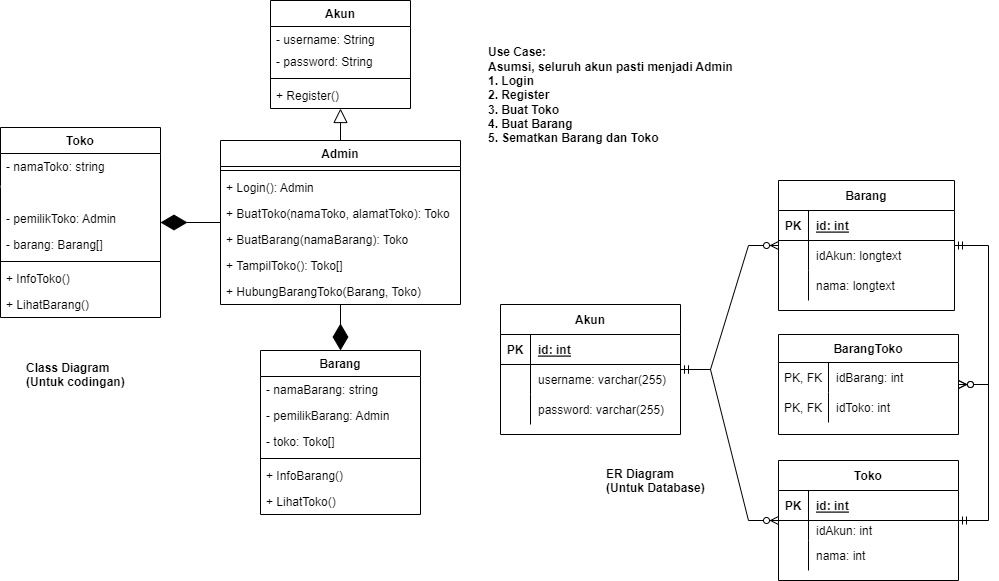 Akun
- username: String
- password: String
+ Register()
Use Case:
Asumsi, seluruh akun pasti menjadi Admin
1. Login
2. Register
3. Buat Toko
4. Buat Barang
5. Sematkan Barang dan Toko
Toko
- namaToko: string
- pemilikToko: Admin
- barang: Barang[]
+ InfoToko()
+ LihatBarang()
Admin
+ Login(): Admin
+ BuatToko(namaToko, alamatToko): Toko
+ BuatBarang(namaBarang): Toko
+ TampilToko(): Toko[]
+ HubungBarangToko(Barang, Toko)
Barang
- namaBarang: string
- pemilikBarang: Admin
- toko: Toko[]
+ InfoBarang()
+ LihatToko()
Class Diagram
(Untuk codingan)
Barang
PK id: int
idAkun: longtext
nama: longtext
Akun
PK id: int
username: varchar(255)
password: varchar(255)
BarangToko
PK, FK idBarang: int
PK, FK idToko: int
ER Diagram
(Untuk Database)
Toko
PK id: int
idAkun: int
nama: int